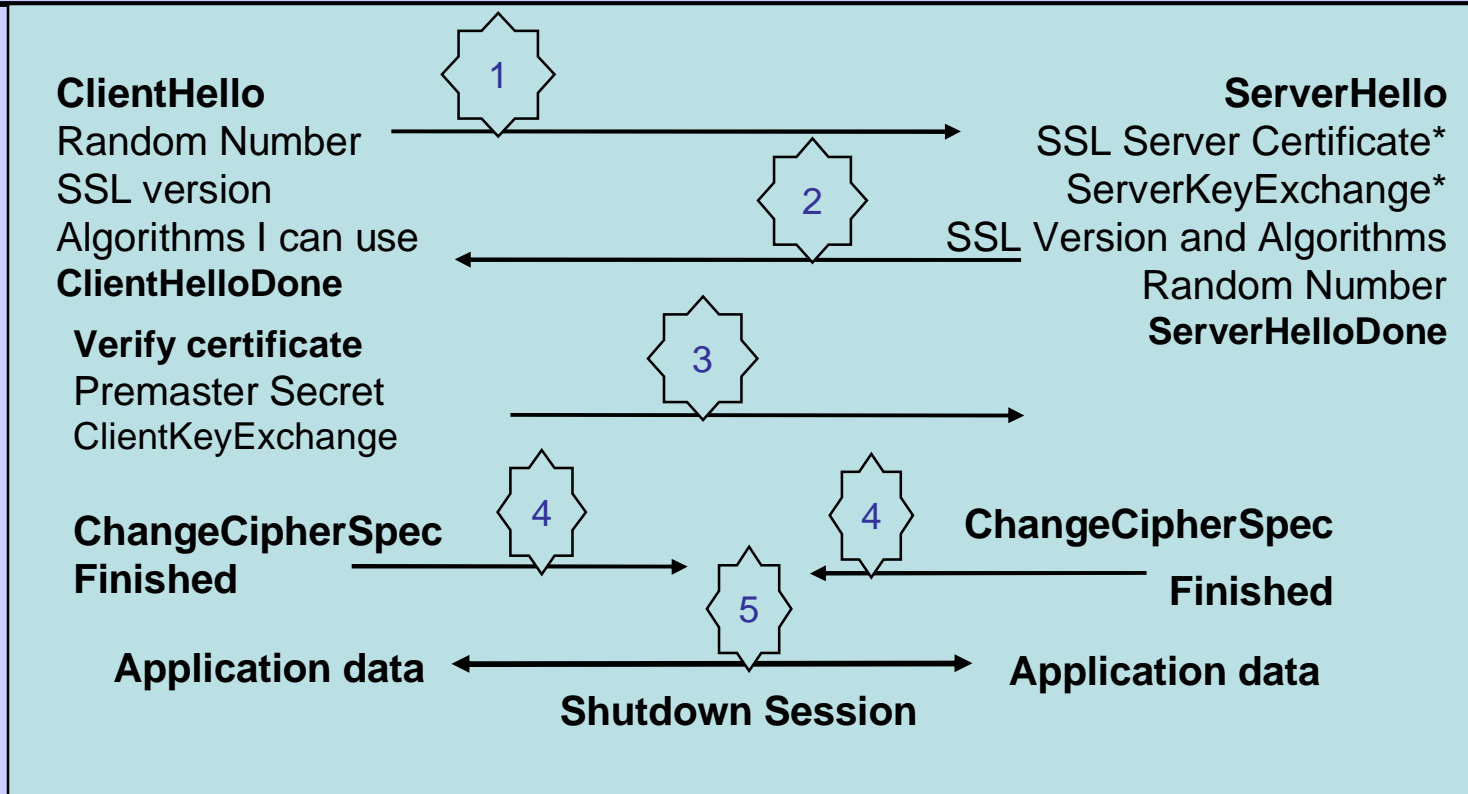 1
ClientHello
Random Number
SSL version
Algorithms I can use
ClientHelloDone
ServerHello
SSL Server Certificate*
ServerKeyExchange*
SSL Version and Algorithms
Random Number
ServerHelloDone
2
Verify certificate
Premaster Secret
ClientKeyExchange
3
ChangeCipherSpec
Finished
4
4
ChangeCipherSpec
Finished
5
Application data
Application data
Shutdown Session